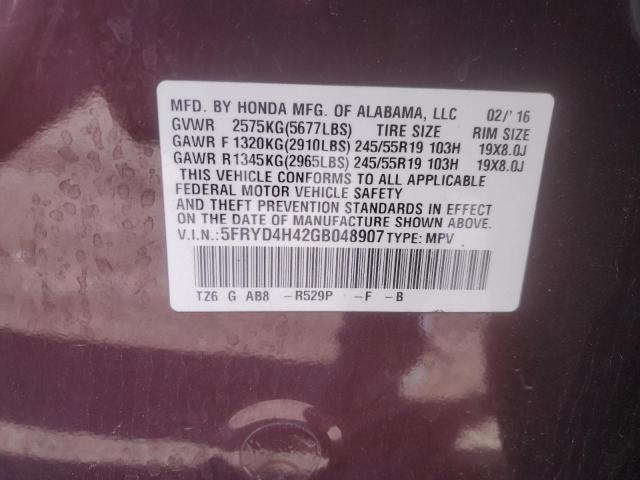 MFD. BY HONDA MFG. OF ALABAMA, LLC 02/' 16
GVWR 2575KG(5677LBS) TIRE SIZE RIM SIZE
GAWR F 1320KG(2910LBS) 245/55R19 103H 19X8.0J
GAWR R 1345KG(2965LBS) 245/55R19 103H 19X8.0J
THIS VEHICLE CONFORMS TO ALL APPLICABLE
FEDERAL MOTOR VEHICLE SAFETY
AND THEFT PREVENTION STANDARDS IN EFFECT
ON THE DATE OF MANUFACTURE SHOWN ABOVE.
V.I.N.:5FRYD4H42GB048907 TYPE: MPV
TZ6 G AB8 -R529P -F -B